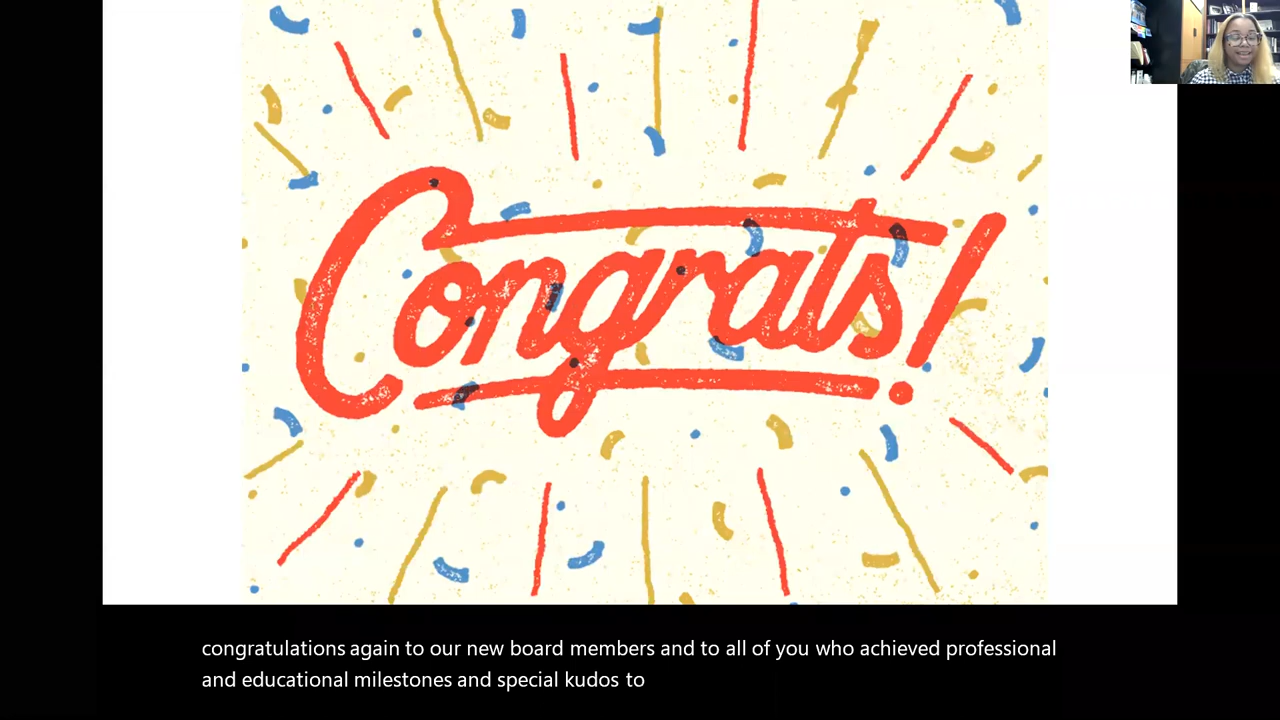 Congrats!
congratulations again to our new board members and to all of you who achieved professional
and educational milestones and special kudos to